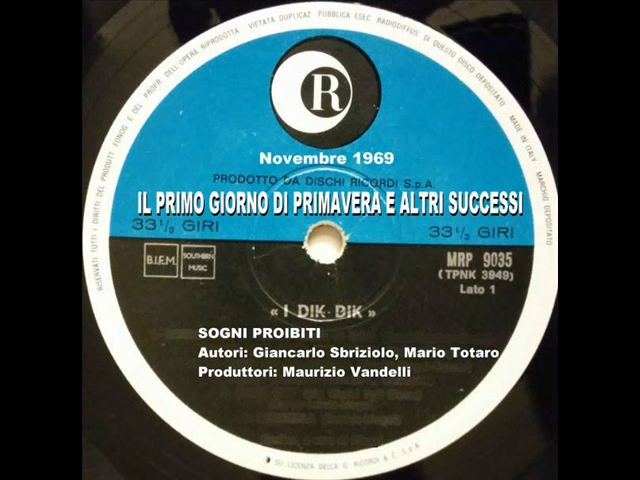 RISERVATI TUTTI I DIRITTI DEL PRODUTT. FONOG. E DEL PROPR. DELL'OPERA RIPRODOTTA - VIETATA DUPLICAZ. PUBBLICA ESEC. RADIODIFFUS. DI QUESTO DISCO DEPOSITATO MADE IN ITALY MARCHIO DEPOSITATO
R
Novembre 1969
PRODOTTO DA DISCHI RICORDI S.p.A
IL PRIMO GIORNO DI PRIMAVERA E ALTRI SUCCESSI
33 1/3 GIRI
33 1/3 GIRI
B.I.E.M.
SOUTHERN
MUSIC
MRP 9035
(TPNK 3949)
Lato 1
« I DIK-DIK »
SOGNI PROIBITI
Autori: Giancarlo Sbriziolo, Mario Totaro
Produttori: Maurizio Vandelli
SU LICENZA DELLA G. RICORDI & C. S.p.A.